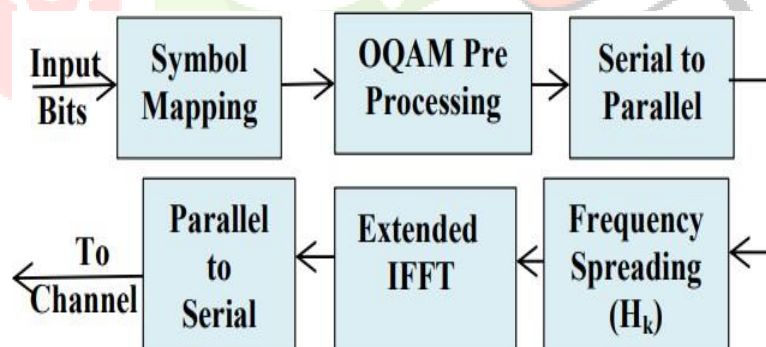 Input
Bits
Symbol
Mapping
OQAM Pre
Processing
Serial to
Parallel
Frequency
Spreading
(Hk)
Extended
IFFT
Parallel
to
Serial
To
Channel